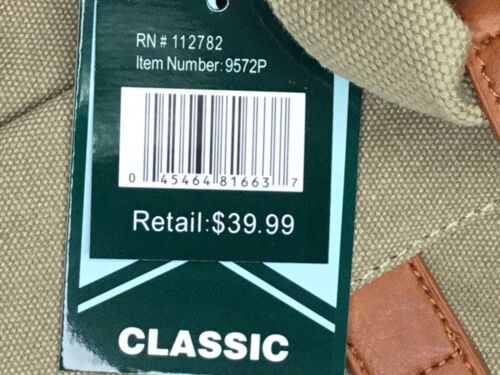 RN # 112782
Item Number: 9572P
0 45464 81663 7
Retail:$39.99
CLASSIC